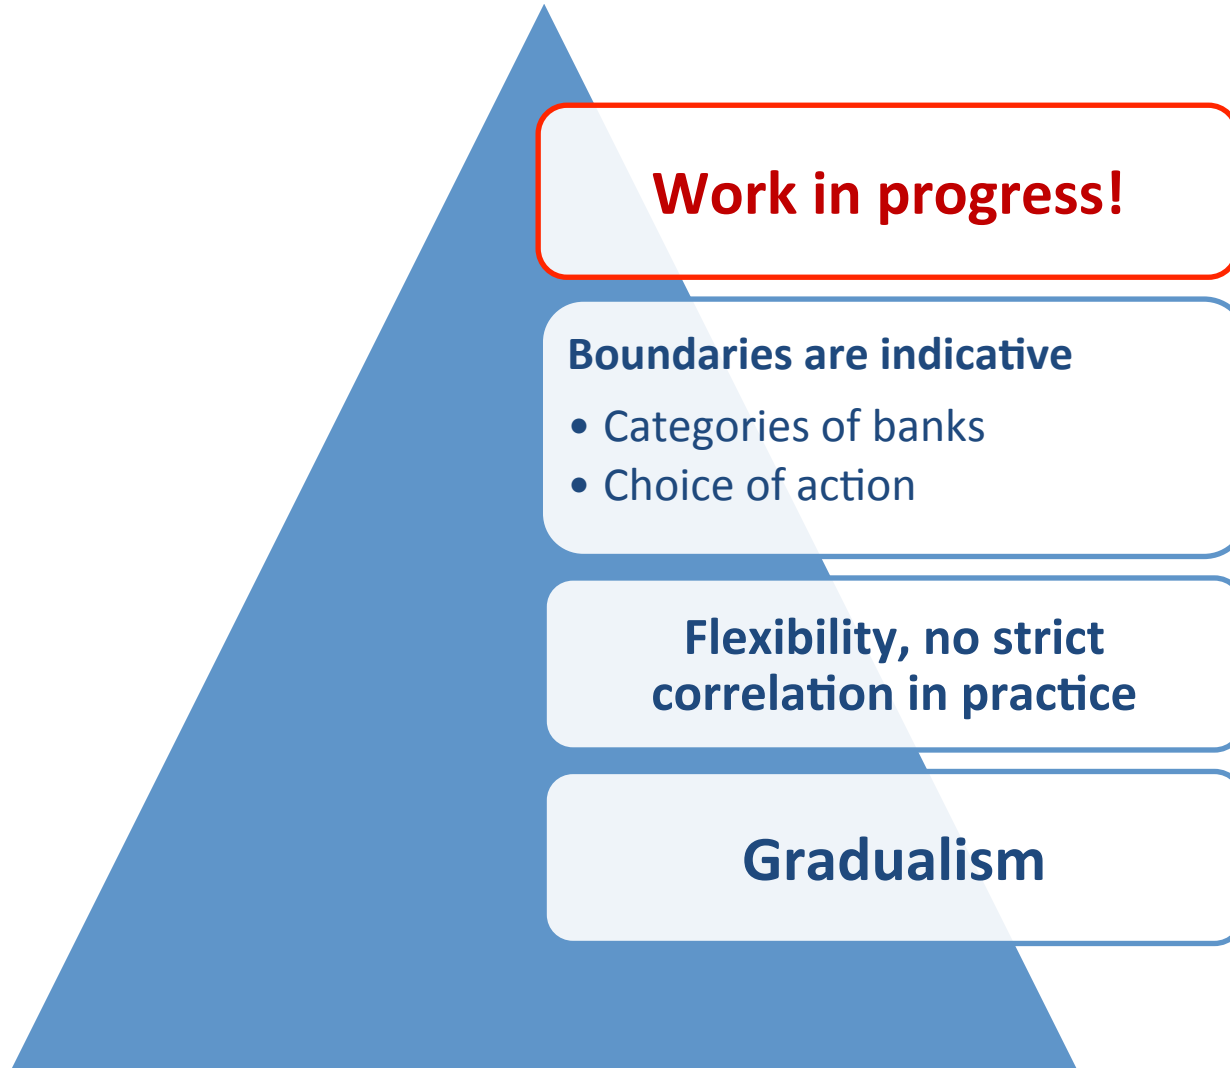 Work in progress!
Boundaries are indicative
• Categories of banks
• Choice of action
Flexibility, no strict
correlation in practice
Gradualism